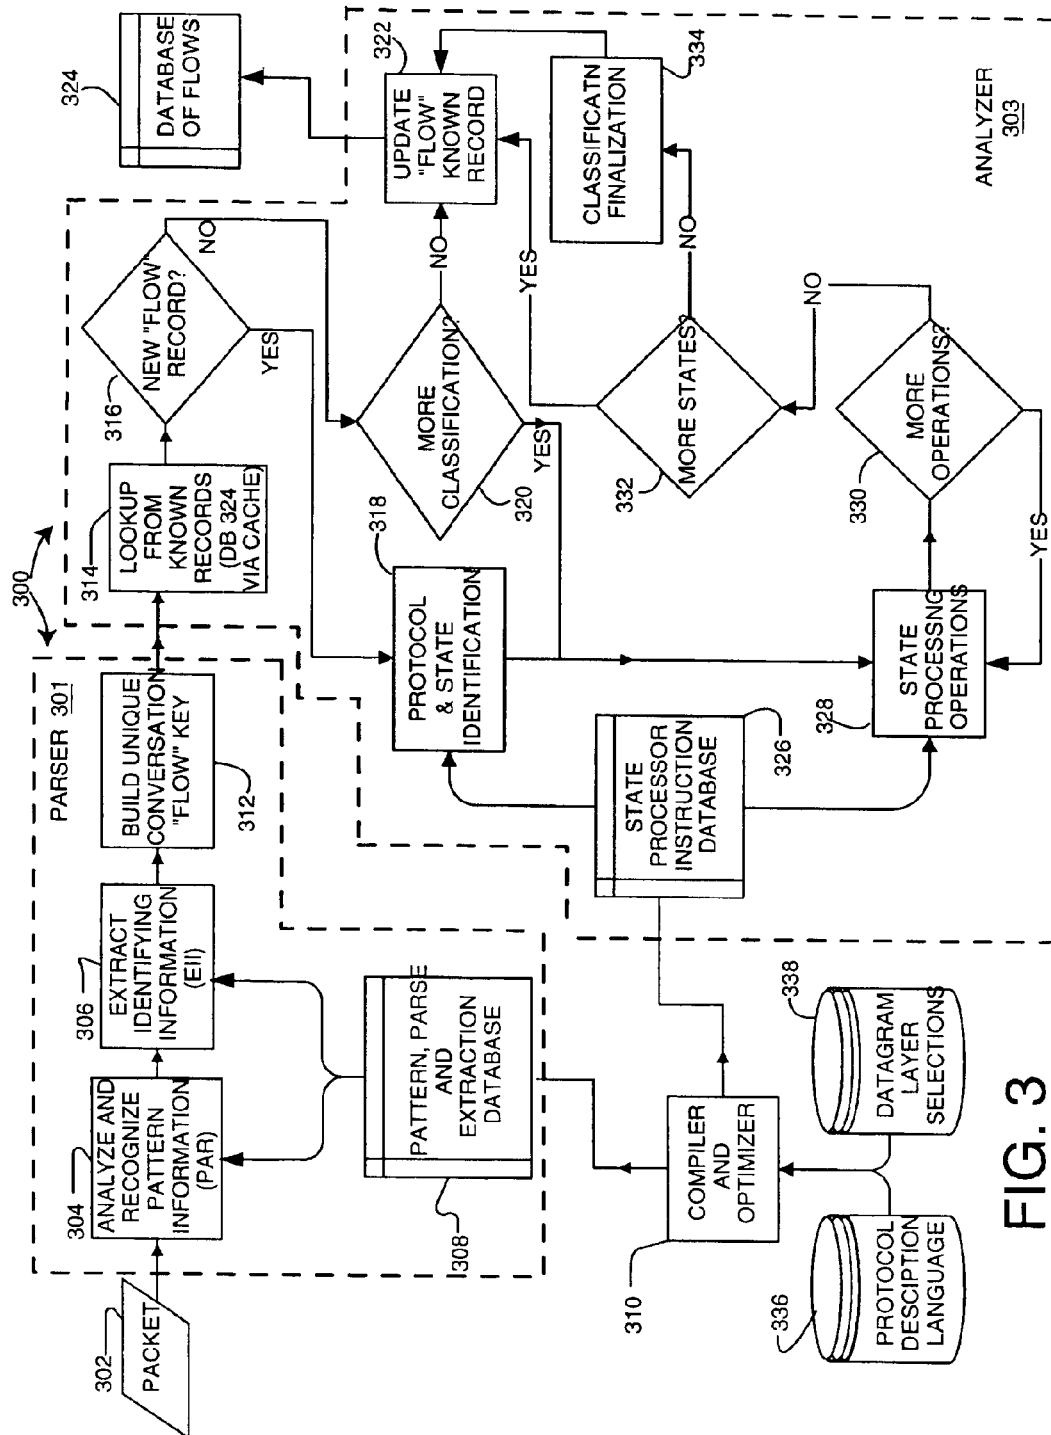 300
PARSER 301
302
PACKET
304
ANALYZE AND
RECOGNIZE
PATTERN
INFORMATION
(PAR)
306
EXTRACT
IDENTIFYING
INFORMATION
(EII)
BUILD UNIQUE
CONVERSATION
"FLOW" KEY
312
314
LOOKUP
FROM
KNOWN
RECORDS
(DB 324
VIA CACHE)
316
NEW "FLOW"
RECORD?
NO
YES
324
DATABASE
OF FLOWS
PATTERN, PARSE
AND
EXTRACTION
DATABASE
308
318
PROTOCOL
& STATE
IDENTIFICATION
MORE
CLASSIFICATION?
320
NO
YES
322
UPDATE
"FLOW"
KNOWN
RECORD
YES
CLASSIFICATN
FINALIZATION
334
NO
310
COMPILER
AND
OPTIMIZER
STATE
PROCESSOR
INSTRUCTION
DATABASE
326
MORE STATES?
332
NO
328
STATE
PROCESSNG
OPERATIONS
330
MORE
OPERATIONS?
YES
336
PROTOCOL
DESCIPTION
LANGUAGE
338
DATAGRAM
LAYER
SELECTIONS
ANALYZER
303
FIG. 3